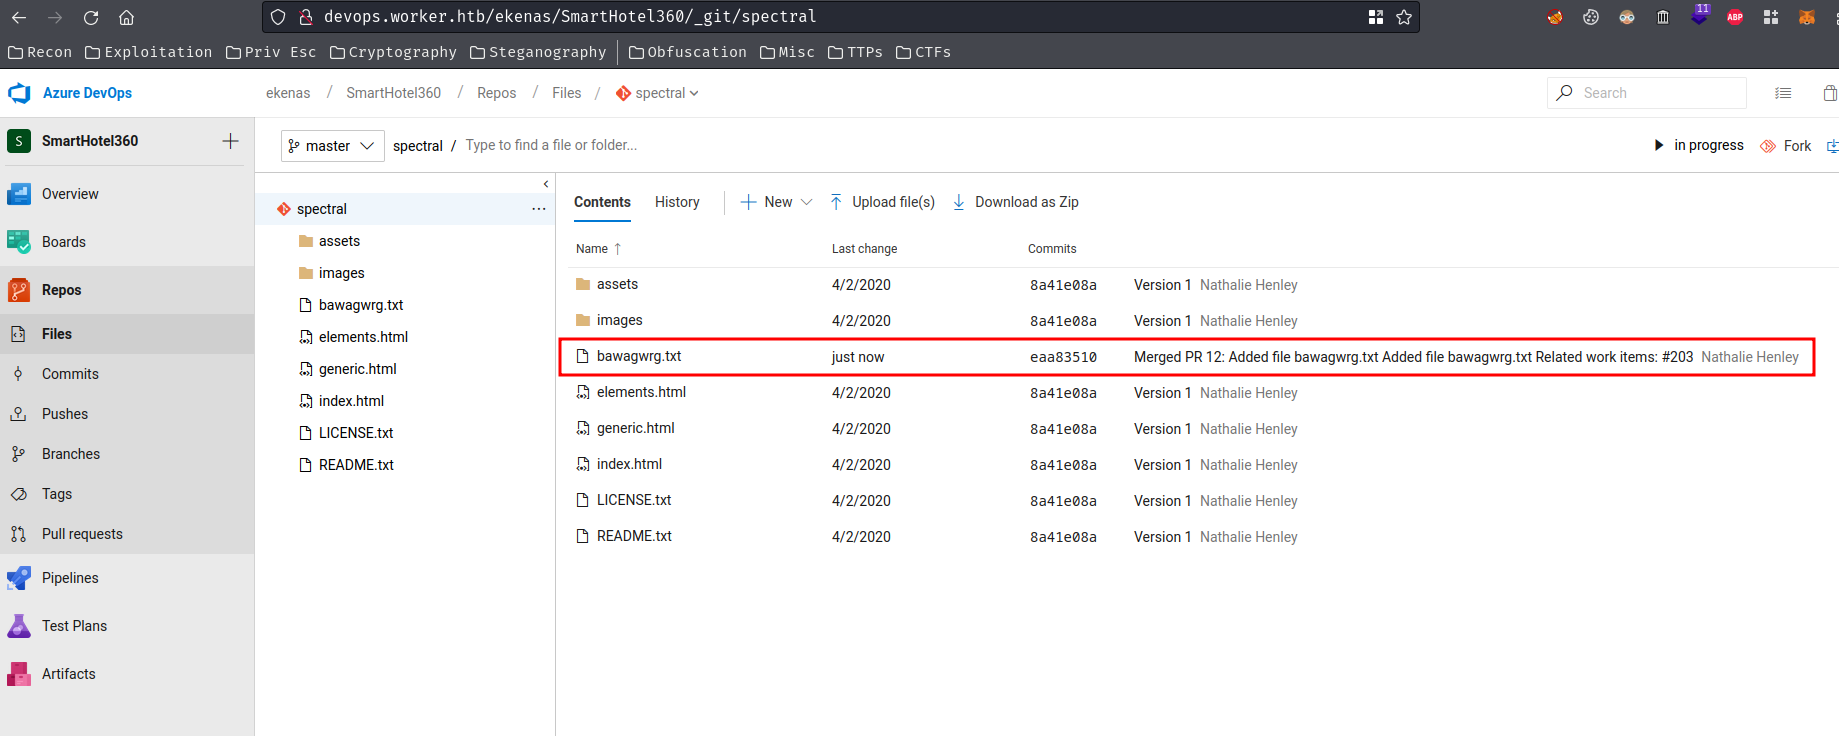 devops.worker.htb/ekenas/SmartHotel360/_git/spectral
11
ABP
Recon Exploitation Priv Esc Cryptography Steganography Obfuscation Misc TTPs CTFs
Azure DevOps
ekenas / SmartHotel360 / Repos / Files / spectral
Search
S SmartHotel360
master
spectral / Type to find a file or folder...
in progress
Fork
Overview
Boards
Repos
Files
Commits
Pushes
Branches
Tags
Pull requests
Pipelines
Test Plans
Artifacts
spectral
assets
images
bawagwrg.txt
elements.html
generic.html
index.html
LICENSE.txt
README.txt
Contents History New Upload file(s) Download as Zip
Name Last change Commits
assets 4/2/2020 8a41e08a Version 1 Nathalie Henley
images 4/2/2020 8a41e08a Version 1 Nathalie Henley
bawagwrg.txt just now eaa83510 Merged PR 12: Added file bawagwrg.txt Added file bawagwrg.txt Related work items: #203 Nathalie Henley
elements.html 4/2/2020 8a41e08a Version 1 Nathalie Henley
generic.html 4/2/2020 8a41e08a Version 1 Nathalie Henley
index.html 4/2/2020 8a41e08a Version 1 Nathalie Henley
LICENSE.txt 4/2/2020 8a41e08a Version 1 Nathalie Henley
README.txt 4/2/2020 8a41e08a Version 1 Nathalie Henley